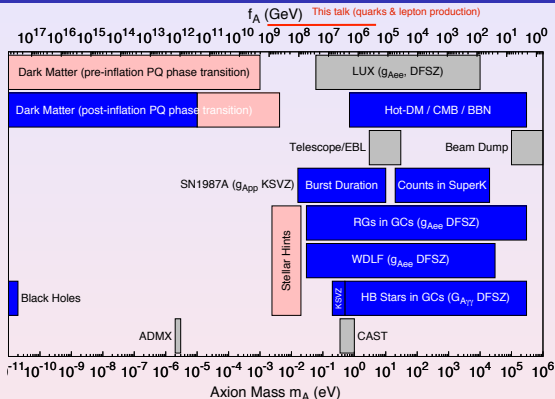 f_A (GeV) This talk (quarks & lepton production)
10^17 10^16 10^15 10^14 10^13 10^12 10^11 10^10 10^9 10^8 10^7 10^6 10^5 10^4 10^3 10^2 10^1 10^0
Dark Matter (pre-inflation PQ phase transition) LUX (g_Aee, DFSZ)
Dark Matter (post-inflation PQ phase transition) Hot-DM / CMB / BBN
Telescope/EBL Beam Dump
SN1987A (g_App KSVZ) Burst Duration Counts in SuperK
RGs in GCs (g_Aee DFSZ)
Stellar Hints
WDLF (g_Aee DFSZ)
Black Holes KSVZ HB Stars in GCs (G_Aγγ DFSZ)
ADMX CAST
-11 10^-10 10^-9 10^-8 10^-7 10^-6 10^-5 10^-4 10^-3 10^-2 10^-1 10^0 10^1 10^2 10^3 10^4 10^5 10^6
Axion Mass m_A (eV)